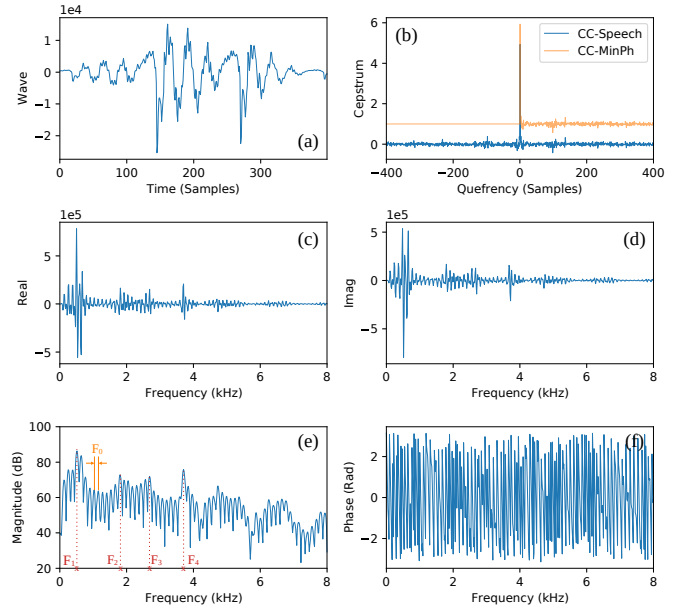 1e4
1
0
−1
−2
0 100 200 300
Wave
Time (Samples)
(a)
(b)
CC-Speech
CC-MinPh
6
4
2
0
−400 −200 0 200 400
Cepstrum
Quefrency (Samples)
1e5
5
0
−5
0 2 4 6 8
Real
Frequency (kHz)
(c)
1e5
5
0
−5
0 2 4 6 8
Imag
Frequency (kHz)
(d)
100
80
60
40
20
0 2 4 6 8
Magnitude (dB)
Frequency (kHz)
(e)
F0
F1 F2 F3 F4
2
0
−2
0 2 4 6 8
Phase (Rad)
Frequency (kHz)
(f)